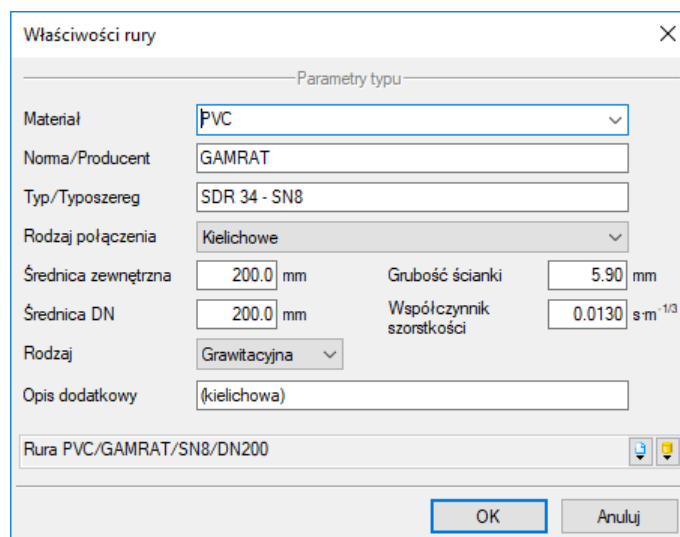 Właściwości rury
Parametry typu
Materiał PVC
Norma/Producent GAMRAT
Typ/Typoszereg SDR 34 - SN8
Rodzaj połączenia Kielichowe
Średnica zewnętrzna 200.0 mm Grubość ścianki 5.90 mm
Średnica DN 200.0 mm Współczynnik szorstkości 0.0130 s·m-1/3
Rodzaj Grawitacyjna
Opis dodatkowy (kielichowa)
Rura PVC/GAMRAT/SN8/DN200
OK Anuluj